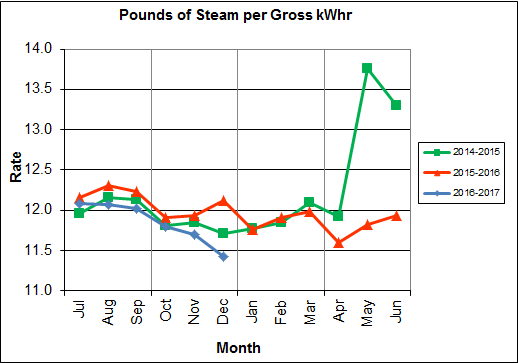 Pounds of Steam per Gross kWhr
14.0
13.5
13.0
12.5
12.0
11.5
11.0
Rate
Jul
Aug
Sep
Oct
Nov
Dec
Jan
Feb
Mar
Apr
May
Jun
Month
2014-2015
2015-2016
2016-2017